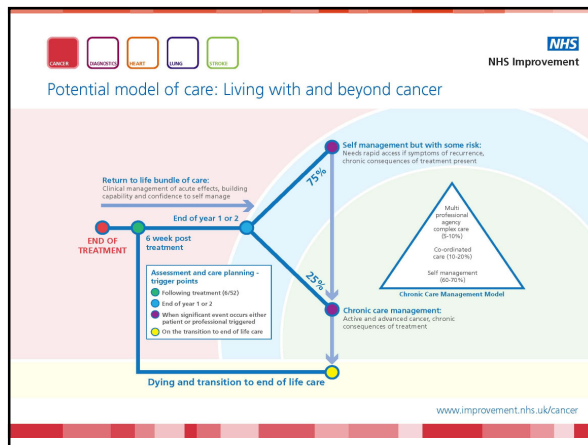 CANCER
DIAGNOSTICS
HEART
LUNG
STROKE
NHS
NHS Improvement
Potential model of care: Living with and beyond cancer
Self management but with some risk:
Needs rapid access if symptoms of recurrence,
chronic consequences of treatment present
75%
Return to life bundle of care:
Clinical management of acute effects, building
capability and confidence to self manage
End of year 1 or 2
END OF
TREATMENT
6 week post
treatment
Assessment and care planning -
trigger points
Following treatment (6/52)
End of year 1 or 2
When significant event occurs either
patient or professional triggered
On the transition to end of life care
25%
Multi
professional
agency
complex care
(5-10%)
Co-ordinated
care (10-20%)
Self management
(60-70%)
Chronic Care Management Model
Chronic care management:
Active and advanced cancer, chronic
consequences of treatment
Dying and transition to end of life care
www.improvement.nhs.uk/cancer